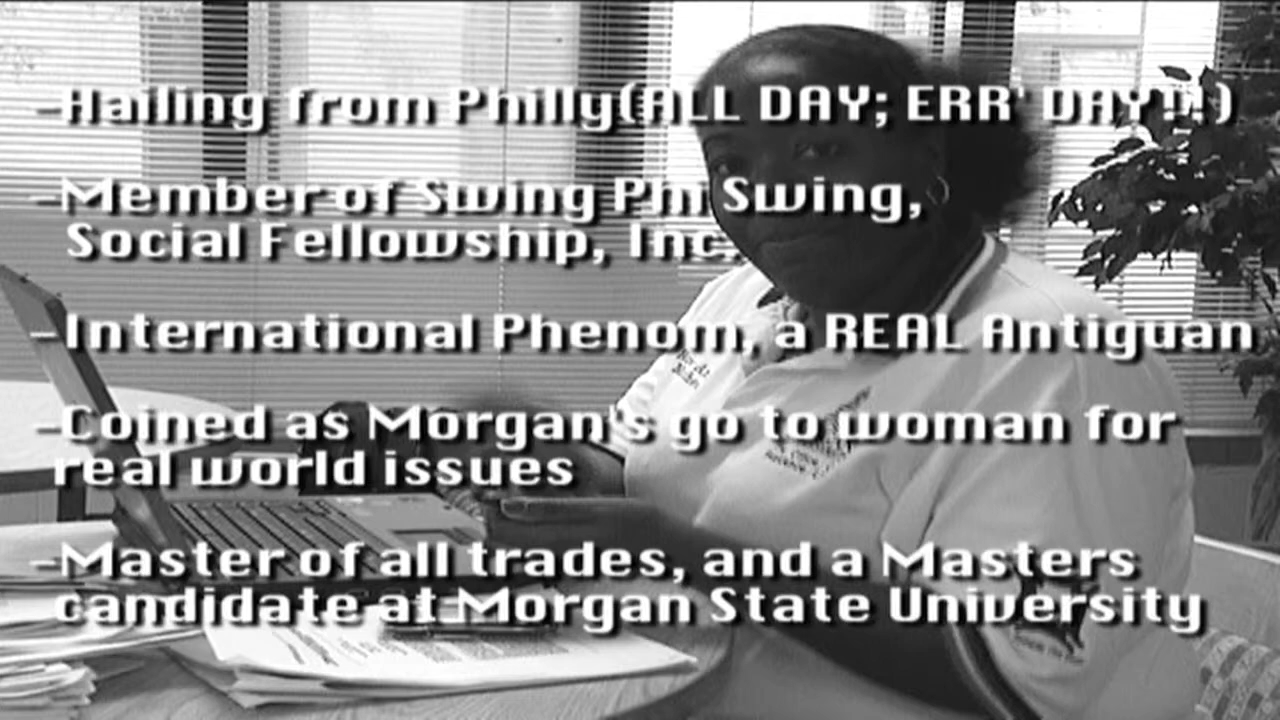 -Hailing from Philly(ALL DAY; ERR' DAY!!!)
-Member of Swing Phi Swing,
Social Fellowship, Inc.
-International Phenom, a REAL Antiguan
-Coined as Morgan's go to woman for
real world issues
-Master of all trades, and a Masters
candidate at Morgan State University